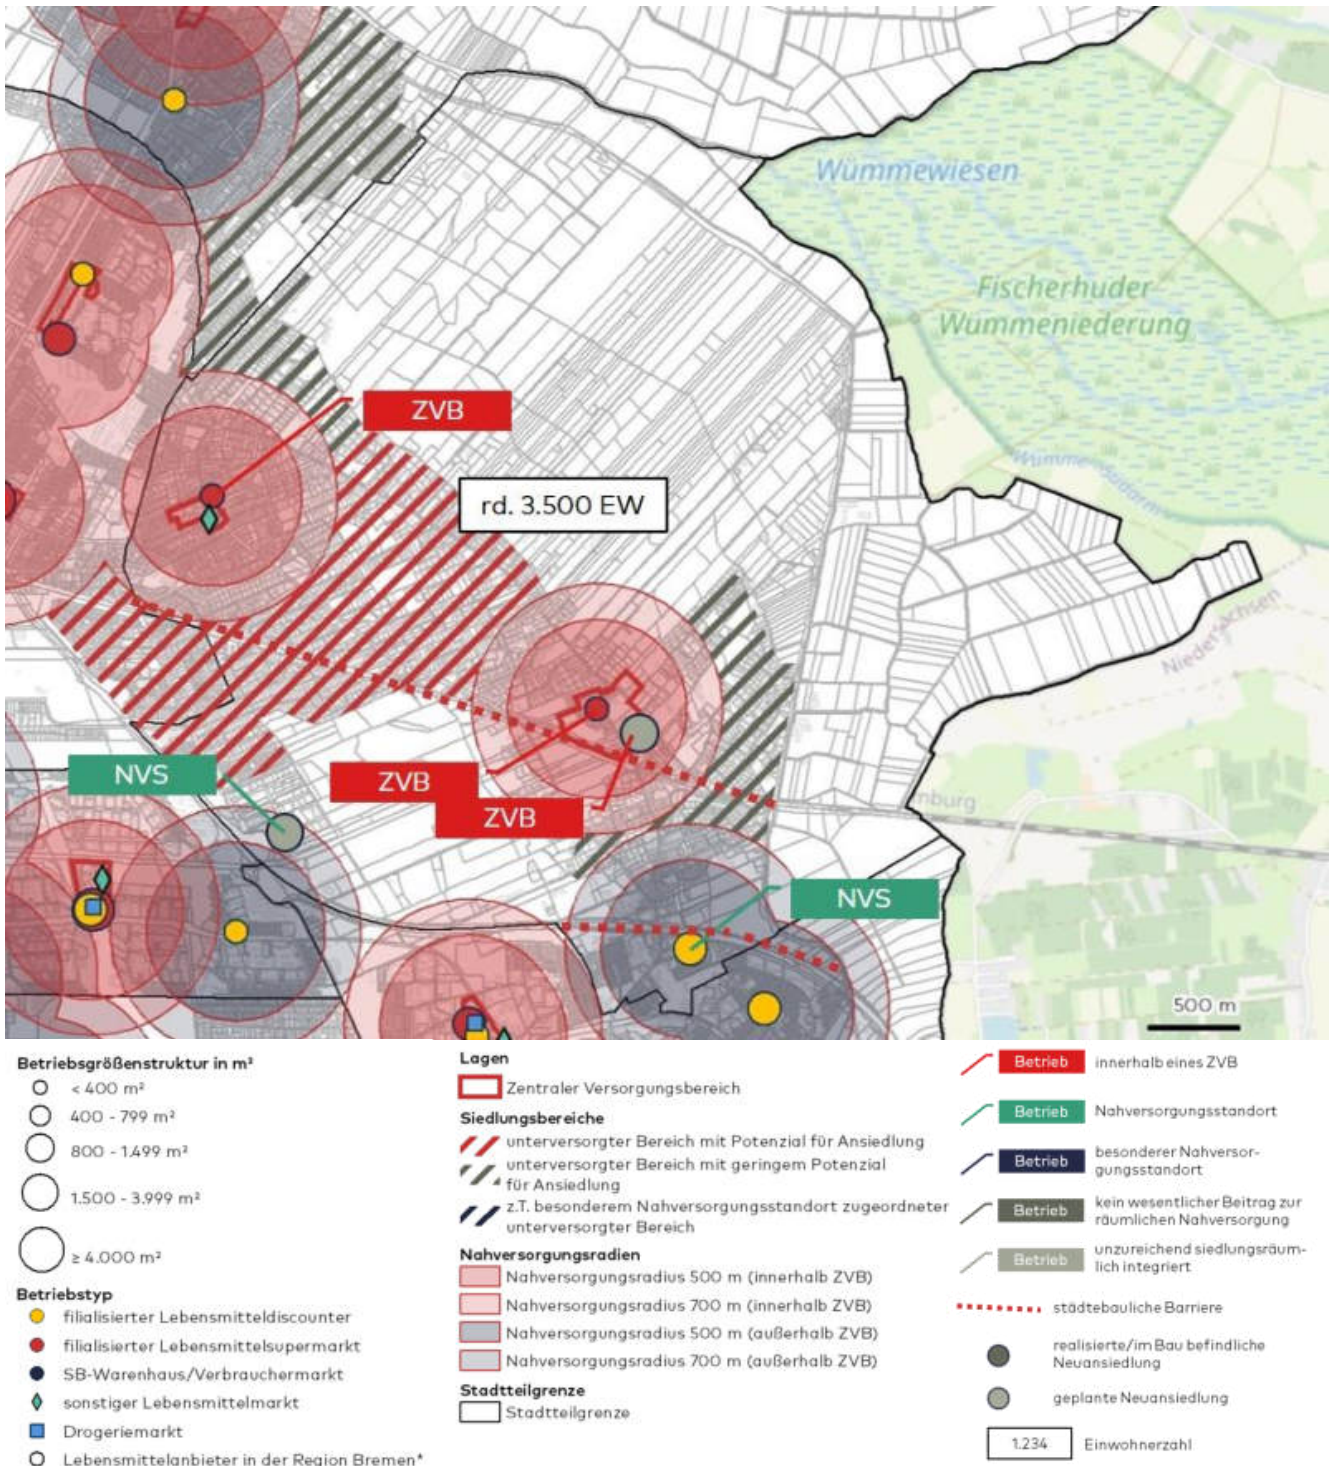 Wümmewiesen
Fischerhuder
Wümmeniederung
ZVB
rd. 3.500 EW
Wümme-Südarm
Niedersachsen
NVS
ZVB
ZVB
nburg
NVS
500 m
Betriebsgrößenstruktur in m²
< 400 m²
400 - 799 m²
800 - 1.499 m²
1.500 - 3.999 m²
≥ 4.000 m²
Betriebstyp
filialisierter Lebensmitteldiscounter
filialisierter Lebensmittelsupermarkt
SB-Warenhaus/Verbrauchermarkt
sonstiger Lebensmittelmarkt
Drogeriemarkt
Lebensmittelanbieter in der Region Bremen*
Lagen
Zentraler Versorgungsbereich
Siedlungsbereiche
unterversorgter Bereich mit Potenzial für Ansiedlung
unterversorgter Bereich mit geringem Potenzial
für Ansiedlung
z.T. besonderem Nahversorgungsstandort zugeordneter
unterversorgter Bereich
Nahversorgungsradien
Nahversorgungsradius 500 m (innerhalb ZVB)
Nahversorgungsradius 700 m (innerhalb ZVB)
Nahversorgungsradius 500 m (außerhalb ZVB)
Nahversorgungsradius 700 m (außerhalb ZVB)
Stadtteilgrenze
Stadtteilgrenze
Betrieb innerhalb eines ZVB
Betrieb Nahversorgungsstandort
Betrieb besonderer Nahversor-
gungsstandort
Betrieb kein wesentlicher Beitrag zur
räumlichen Nahversorgung
Betrieb unzureichend siedlungsräum-
lich integriert
städtebauliche Barriere
realisierte/im Bau befindliche
Neuansiedlung
geplante Neuansiedlung
1.234 Einwohnerzahl